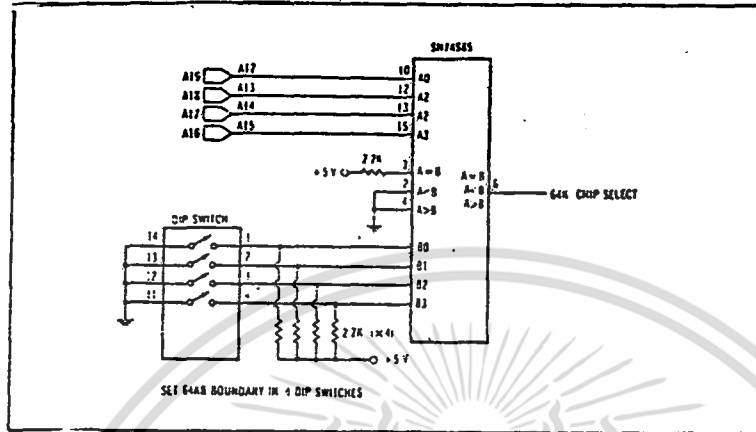 SN74S85
A15 A12 10 A0
A18 A13 12 A2
A17 A14 13 A2
A16 A15 15 A3
+5V 2.2K 3 A=B
2 A<B
4 A>B
A=B 6
A<B
A>B
64K CHIP SELECT
DIP SWITCH
14 1 B0
13 2 B1
12 3 B2
11 4 B3
2.2K (×4)
+5V
SET 64KB BOUNDARY IN 4 DIP SWITCHES